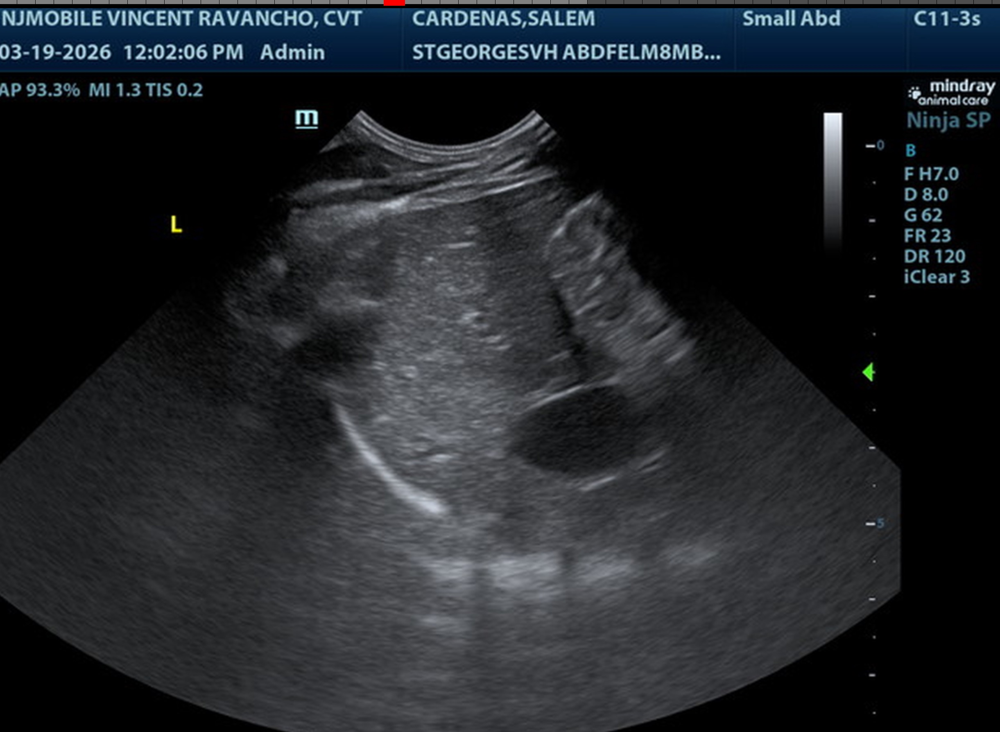 NJMOBILE VINCENT RAVANCHO, CVT
CARDENAS,SALEM
Small Abd
C11-3s
03-19-2026 12:02:06 PM Admin
STGEORGESVH ABDFELM8MB...
AP 93.3% MI 1.3 TIS 0.2
mindray
animal care
m
Ninja SP
0
B
F H7.0
D 8.0
G 62
FR 23
DR 120
iClear 3
L
5